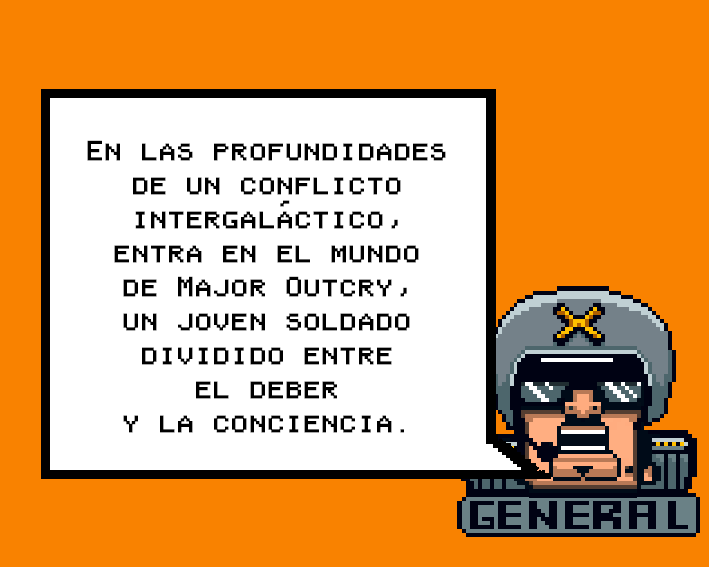 En las profundidades
de un conflicto
intergaláctico,
entra en el mundo
de Major Outcry,
un joven soldado
dividido entre
el deber
y la conciencia.
GENERAL